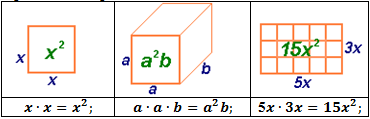 x
x²
x
a
a²b
b
a
15x²
3x
5x
x · x = x²;
a · a · b = a²b;
5x · 3x = 15x²;